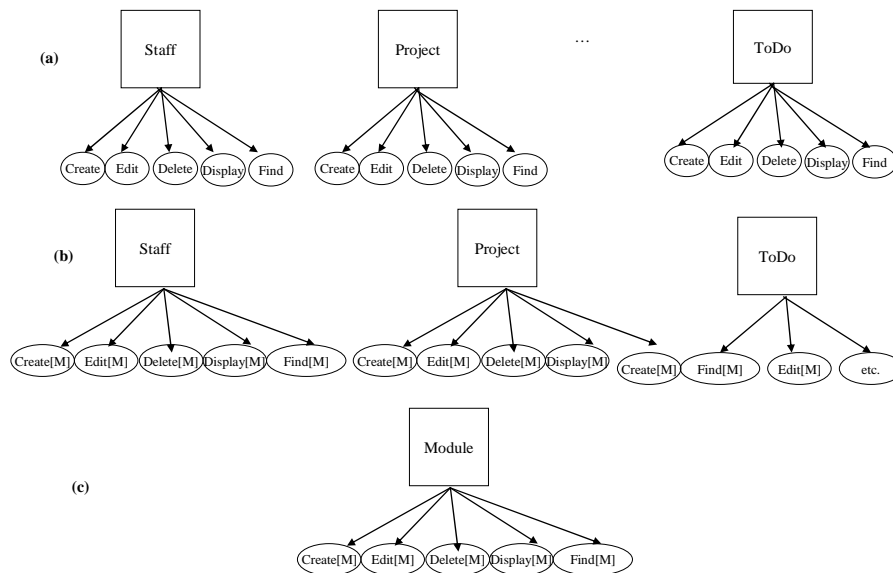 ...
Staff
Project
ToDo
(a)
Create Edit Delete Display Find
Create Edit Delete Display Find
Create Edit Delete Display Find
Staff
Project
ToDo
(b)
Create[M] Edit[M] Delete[M] Display[M] Find[M]
Create[M] Edit[M] Delete[M] Display[M]
Create[M] Find[M] Edit[M] etc.
Module
(c)
Create[M] Edit[M] Delete[M] Display[M] Find[M]